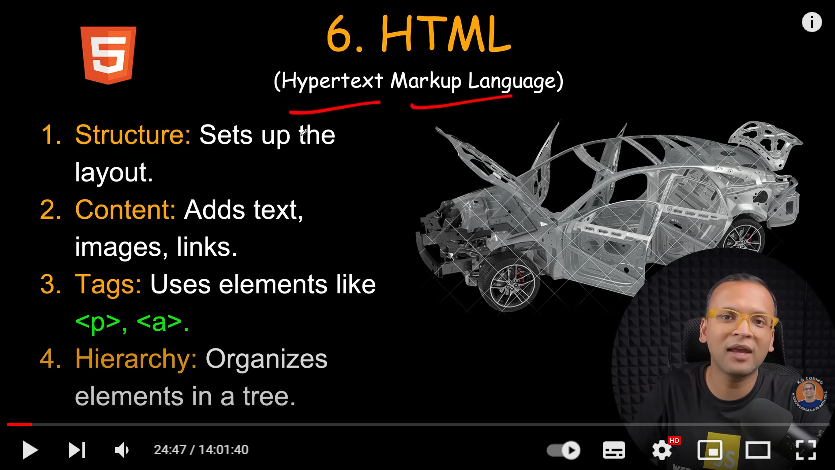 6. HTML
(Hypertext Markup Language)
1. Structure: Sets up the
layout.
2. Content: Adds text,
images, links.
3. Tags: Uses elements like
<p>, <a>.
4. Hierarchy: Organizes
elements in a tree.
24:47 / 14:01:40
HD